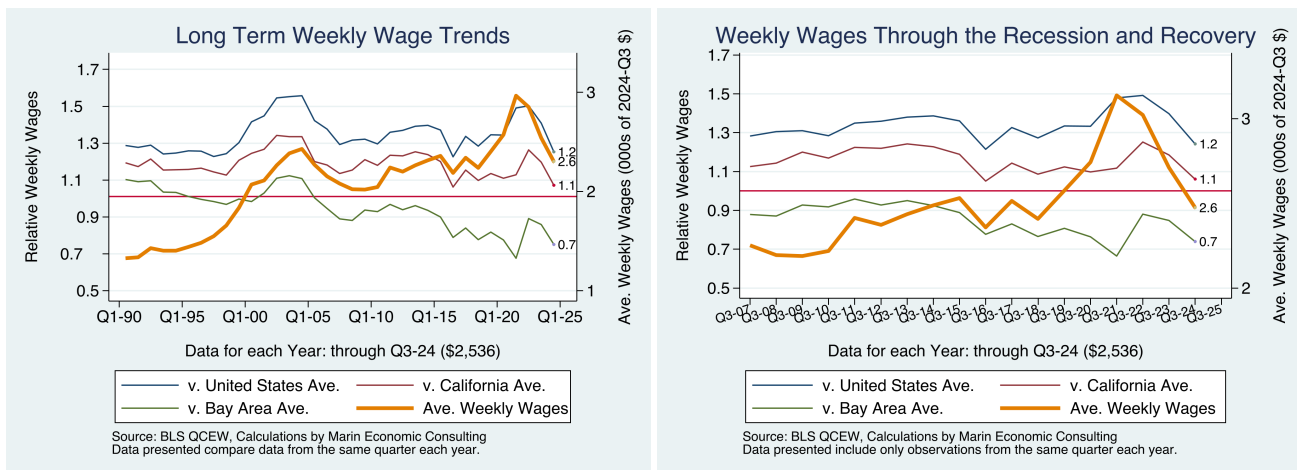 Long Term Weekly Wage Trends
Relative Weekly Wages
1.7
1.5
1.3
1.1
0.9
0.7
0.5
3
2
1
Ave. Weekly Wages (000s of 2024-Q3 $)
1.2
2.6
1.1
0.7
Q1-90 Q1-95 Q1-00 Q1-05 Q1-10 Q1-15 Q1-20 Q1-25
Data for each Year: through Q3-24 ($2,536)
v. United States Ave. v. California Ave.
v. Bay Area Ave. Ave. Weekly Wages
Source: BLS QCEW, Calculations by Marin Economic Consulting
Data presented compare data from the same quarter each year.
Weekly Wages Through the Recession and Recovery
Relative Weekly Wages
1.7
1.5
1.3
1.1
0.9
0.7
0.5
3
2
Ave. Weekly Wages (000s of 2024-Q3 $)
1.2
1.1
2.6
0.7
Q3-07 Q3-08 Q3-09 Q3-10 Q3-11 Q3-12 Q3-13 Q3-14 Q3-15 Q3-16 Q3-17 Q3-18 Q3-19 Q3-20 Q3-21 Q3-22 Q3-23 Q3-24 Q3-25
Data for each Year: through Q3-24 ($2,536)
v. United States Ave. v. California Ave.
v. Bay Area Ave. Ave. Weekly Wages
Source: BLS QCEW, Calculations by Marin Economic Consulting
Data presented include only observations from the same quarter each year.